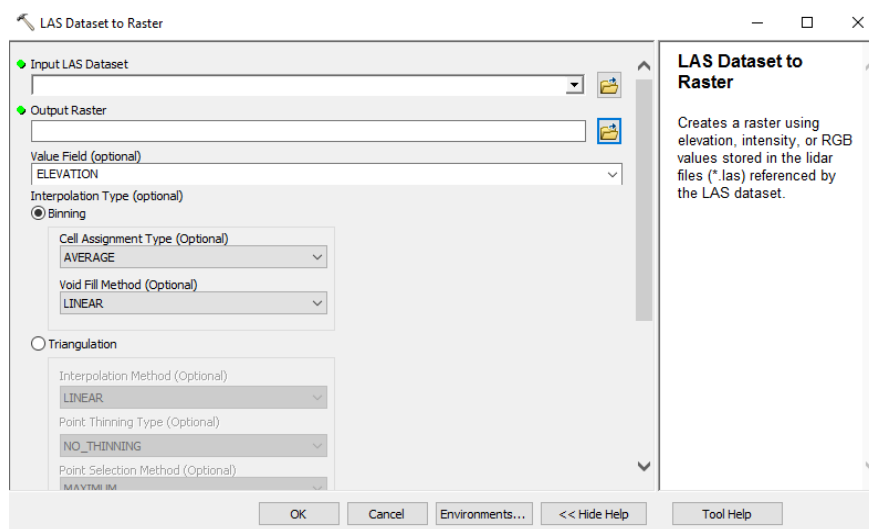 LAS Dataset to Raster
Input LAS Dataset
Output Raster
Value Field (optional)
ELEVATION
Interpolation Type (optional)
Binning
Cell Assignment Type (Optional)
AVERAGE
Void Fill Method (Optional)
LINEAR
Triangulation
Interpolation Method (Optional)
LINEAR
Point Thinning Type (Optional)
NO_THINNING
Point Selection Method (Optional)
MAXIMUM
LAS Dataset to
Raster
Creates a raster using
elevation, intensity, or RGB
values stored in the lidar
files (*.las) referenced by
the LAS dataset.
OK
Cancel
Environments...
<< Hide Help
Tool Help